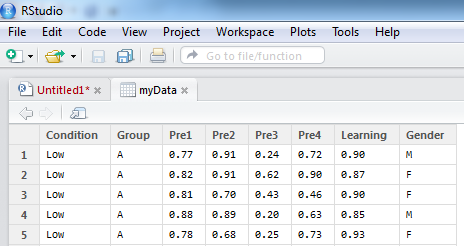 RStudio
File Edit Code View Project Workspace Plots Tools Help
Go to file/function
Untitled1* myData
Condition Group Pre1 Pre2 Pre3 Pre4 Learning Gender
1 Low A 0.77 0.91 0.24 0.72 0.90 M
2 Low A 0.82 0.91 0.62 0.90 0.87 F
3 Low A 0.81 0.70 0.43 0.46 0.90 F
4 Low A 0.88 0.89 0.20 0.63 0.85 M
5 Low A 0.78 0.68 0.25 0.73 0.93 F